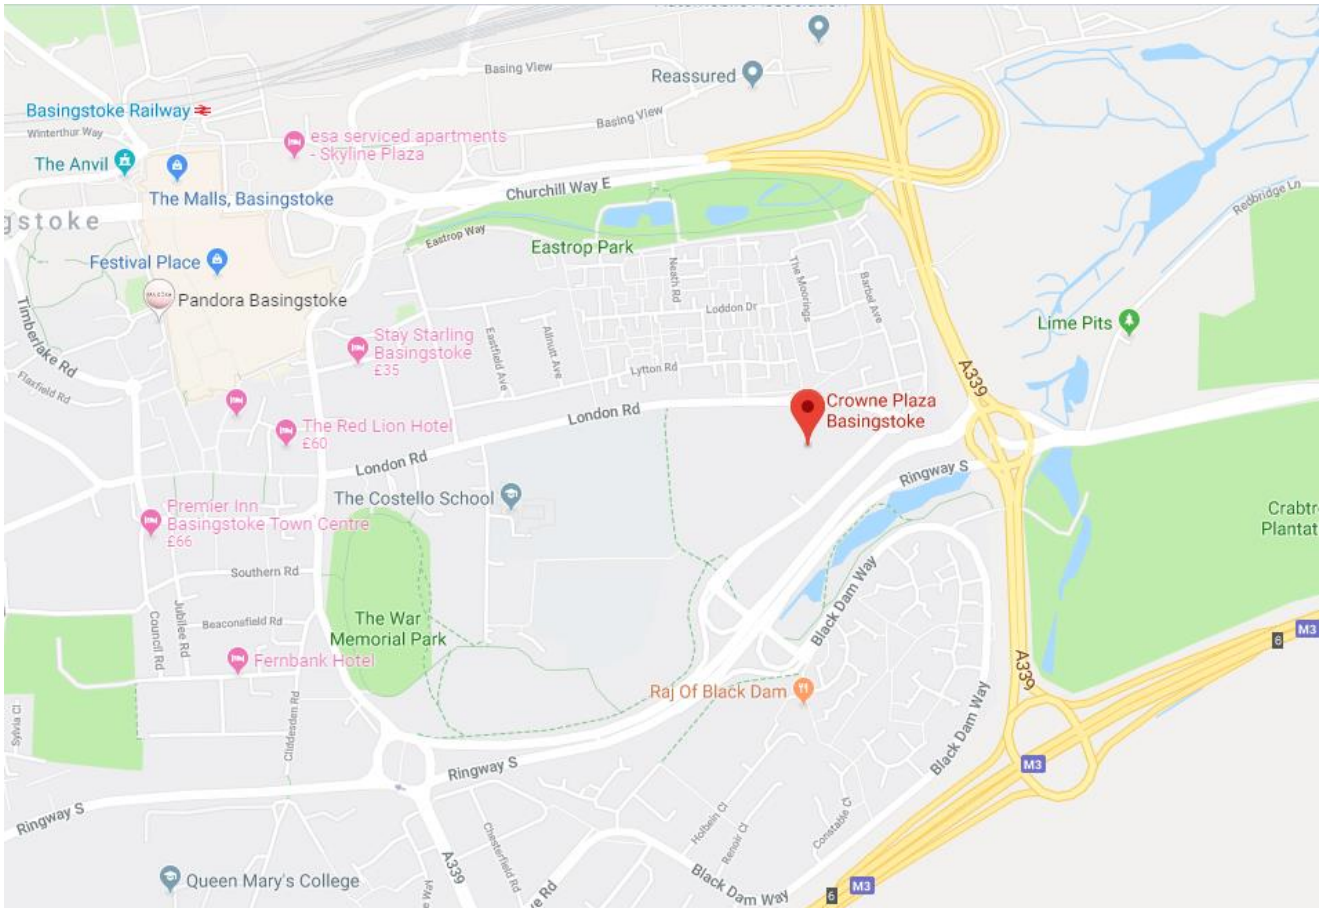 Basing View
Reassured
Basingstoke Railway
Winterthur Way
Basing View
esa serviced apartments
- Skyline Plaza
The Anvil
The Malls, Basingstoke
Churchill Way E
Redbridge Ln
gstoke
Eastrop Way
Eastrop Park
Festival Place
Neath Rd
The Moorings
Barbel Ave
Pandora Basingstoke
Loddon Dr
Lime Pits
Timberlake Rd
Stay Starling
Basingstoke
£35
Eastfield Ave
Allnutt Ave
Lytton Rd
A339
Flaxfield Rd
London Rd
Crowne Plaza
Basingstoke
The Red Lion Hotel
£60
London Rd
Ringway S
The Costello School
Premier Inn
Basingstoke Town Centre
£66
Crabtr
Plantat
Southern Rd
Black Dam Way
Council Rd
Jubilee Rd
Beaconsfield Rd
The War
Memorial Park
6
M3
Fernbank Hotel
A339
Raj Of Black Dam
Sylvia Cl
Cliddesden Rd
Black Dam Way
Ringway S
M3
Ringway S
Holbein Cl
Renoir Cl
Constable Cl
Chesterfield Rd
A339
Queen Mary's College
Black Dam Way
6
M3
e Way
ve Rd